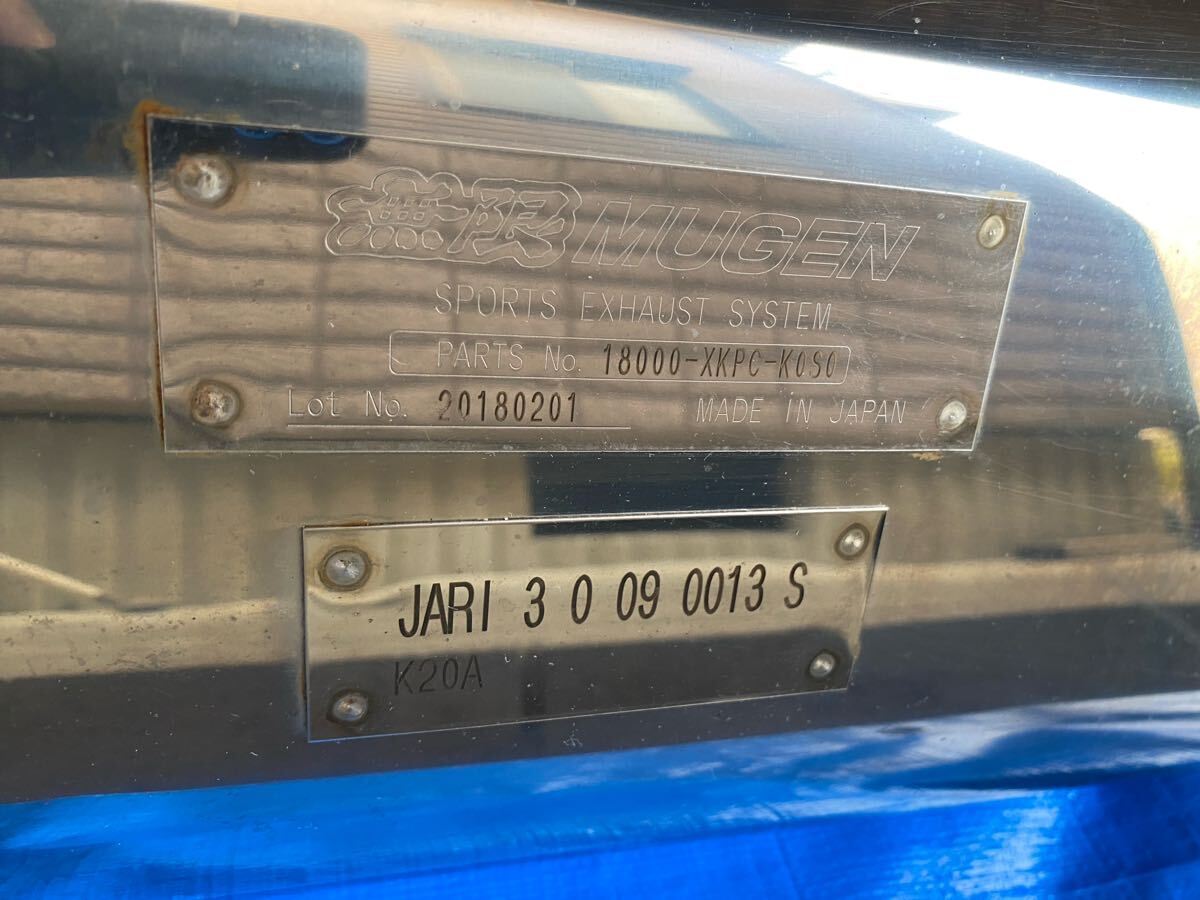 無限 MUGEN
SPORTS EXHAUST SYSTEM
PARTS No. 18000-XKPC-K0S0
Lot No. 20180201 MADE IN JAPAN
JARI 3 0 09 0013 S
K20A